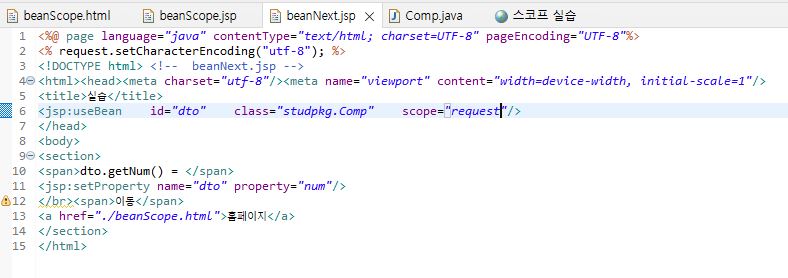 beanScope.html beanScope.jsp beanNext.jsp Comp.java 스코프 실습
1 <%@ page language="java" contentType="text/html; charset=UTF-8" pageEncoding="UTF-8"%>
2 <% request.setCharacterEncoding("utf-8"); %>
3 <!DOCTYPE html> <!-- beanNext.jsp -->
4 <html><head><meta charset="utf-8"/><meta name="viewport" content="width=device-width, initial-scale=1"/>
5 <title>실습</title>
6 <jsp:useBean id="dto" class="studpkg.Comp" scope="request"/>
7 </head>
8 <body>
9 <section>
10 <span>dto.getNum() = </span>
11 <jsp:setProperty name="dto" property="num"/>
12 </br><span>이동</span>
13 <a href="./beanScope.html">홈페이지</a>
14 </section>
15 </html>